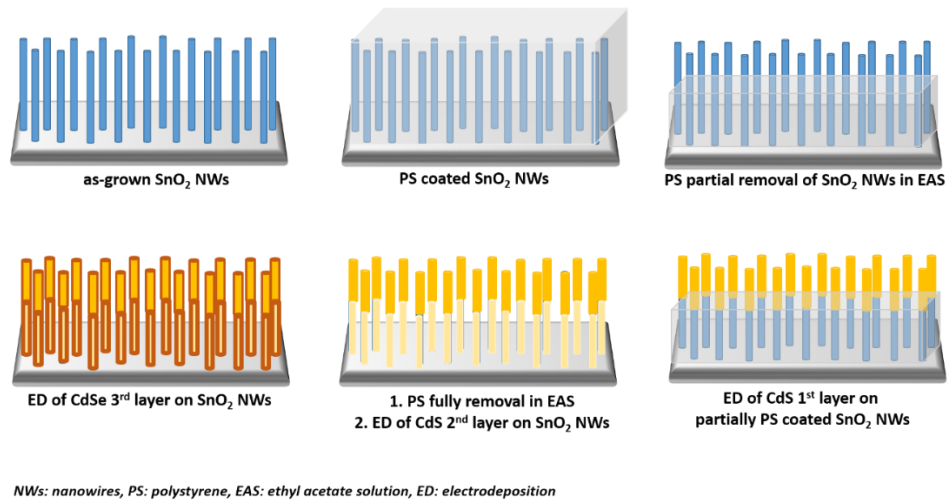 as-grown SnO₂ NWs
PS coated SnO₂ NWs
PS partial removal of SnO₂ NWs in EAS
ED of CdSe 3ʳᵈ layer on SnO₂ NWs
1. PS fully removal in EAS
2. ED of CdS 2ⁿᵈ layer on SnO₂ NWs
ED of CdS 1ˢᵗ layer on
partially PS coated SnO₂ NWs
NWs: nanowires, PS: polystyrene, EAS: ethyl acetate solution, ED: electrodeposition